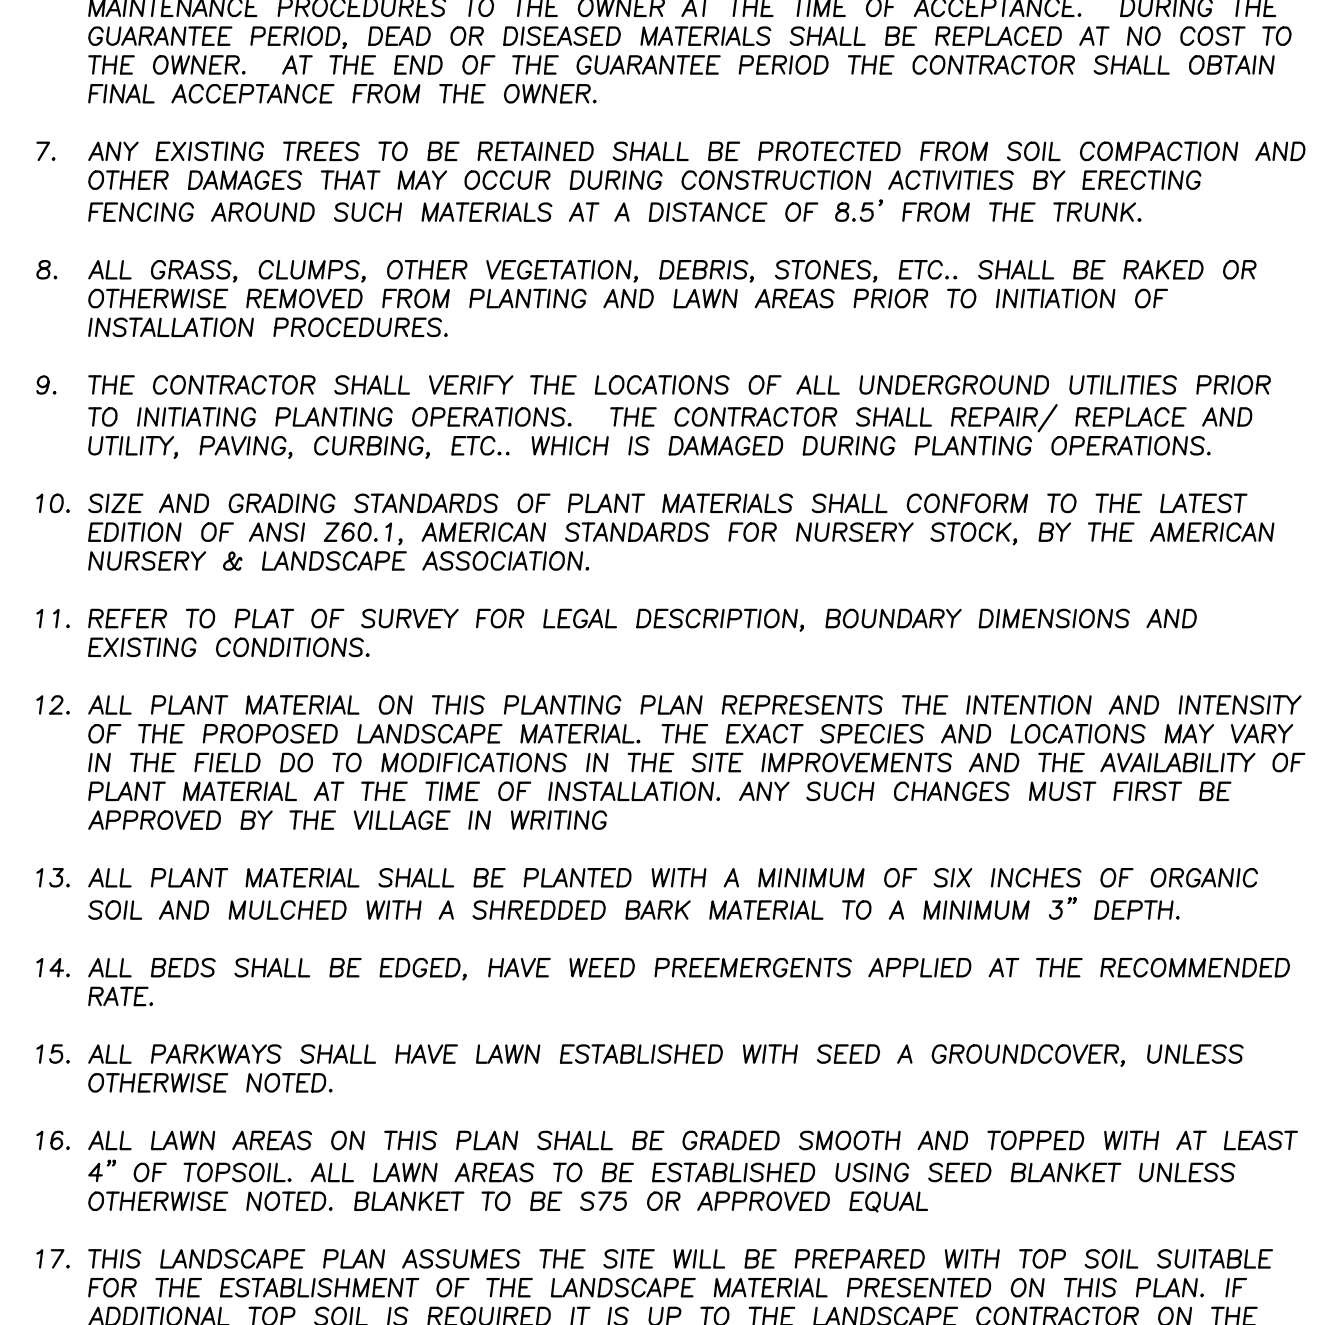 MAINTENANCE PROCEDURES TO THE OWNER AT THE TIME OF ACCEPTANCE. DURING THE
GUARANTEE PERIOD, DEAD OR DISEASED MATERIALS SHALL BE REPLACED AT NO COST TO
THE OWNER. AT THE END OF THE GUARANTEE PERIOD THE CONTRACTOR SHALL OBTAIN
FINAL ACCEPTANCE FROM THE OWNER.
7. ANY EXISTING TREES TO BE RETAINED SHALL BE PROTECTED FROM SOIL COMPACTION AND
OTHER DAMAGES THAT MAY OCCUR DURING CONSTRUCTION ACTIVITIES BY ERECTING
FENCING AROUND SUCH MATERIALS AT A DISTANCE OF 8.5’ FROM THE TRUNK.
8. ALL GRASS, CLUMPS, OTHER VEGETATION, DEBRIS, STONES, ETC.. SHALL BE RAKED OR
OTHERWISE REMOVED FROM PLANTING AND LAWN AREAS PRIOR TO INITIATION OF
INSTALLATION PROCEDURES.
9. THE CONTRACTOR SHALL VERIFY THE LOCATIONS OF ALL UNDERGROUND UTILITIES PRIOR
TO INITIATING PLANTING OPERATIONS. THE CONTRACTOR SHALL REPAIR/ REPLACE AND
UTILITY, PAVING, CURBING, ETC.. WHICH IS DAMAGED DURING PLANTING OPERATIONS.
10. SIZE AND GRADING STANDARDS OF PLANT MATERIALS SHALL CONFORM TO THE LATEST
EDITION OF ANSI Z60.1, AMERICAN STANDARDS FOR NURSERY STOCK, BY THE AMERICAN
NURSERY & LANDSCAPE ASSOCIATION.
11. REFER TO PLAT OF SURVEY FOR LEGAL DESCRIPTION, BOUNDARY DIMENSIONS AND
EXISTING CONDITIONS.
12. ALL PLANT MATERIAL ON THIS PLANTING PLAN REPRESENTS THE INTENTION AND INTENSITY
OF THE PROPOSED LANDSCAPE MATERIAL. THE EXACT SPECIES AND LOCATIONS MAY VARY
IN THE FIELD DO TO MODIFICATIONS IN THE SITE IMPROVEMENTS AND THE AVAILABILITY OF
PLANT MATERIAL AT THE TIME OF INSTALLATION. ANY SUCH CHANGES MUST FIRST BE
APPROVED BY THE VILLAGE IN WRITING
13. ALL PLANT MATERIAL SHALL BE PLANTED WITH A MINIMUM OF SIX INCHES OF ORGANIC
SOIL AND MULCHED WITH A SHREDDED BARK MATERIAL TO A MINIMUM 3” DEPTH.
14. ALL BEDS SHALL BE EDGED, HAVE WEED PREEMERGENTS APPLIED AT THE RECOMMENDED
RATE.
15. ALL PARKWAYS SHALL HAVE LAWN ESTABLISHED WITH SEED A GROUNDCOVER, UNLESS
OTHERWISE NOTED.
16. ALL LAWN AREAS ON THIS PLAN SHALL BE GRADED SMOOTH AND TOPPED WITH AT LEAST
4” OF TOPSOIL. ALL LAWN AREAS TO BE ESTABLISHED USING SEED BLANKET UNLESS
OTHERWISE NOTED. BLANKET TO BE S75 OR APPROVED EQUAL
17. THIS LANDSCAPE PLAN ASSUMES THE SITE WILL BE PREPARED WITH TOP SOIL SUITABLE
FOR THE ESTABLISHMENT OF THE LANDSCAPE MATERIAL PRESENTED ON THIS PLAN. IF
ADDITIONAL TOP SOIL IS REQUIRED IT IS UP TO THE LANDSCAPE CONTRACTOR ON THE